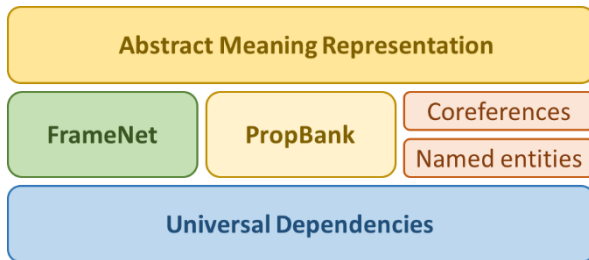 Abstract Meaning Representation
FrameNet
PropBank
Coreferences
Named entities
Universal Dependencies